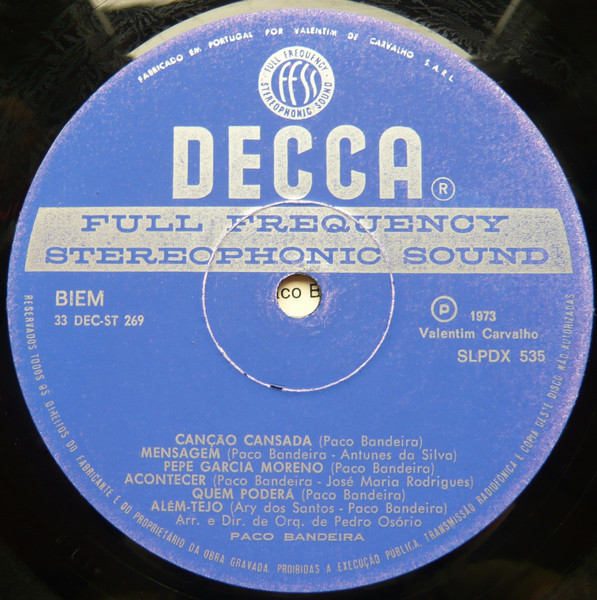 FABRICADO EM PORTUGAL POR VALENTIM DE CARVALHO S.A.R.L.
FULL FREQUENCY
ffss
STEREOPHONIC SOUND
DECCA ®
FULL FREQUENCY
STEREOPHONIC SOUND
co B
BIEM
33 DEC-ST 269
Ⓟ 1973
Valentim Carvalho
SLPDX 535
CANÇÃO CANSADA (Paco Bandeira)
MENSAGEM (Paco Bandeira - Antunes da Silva)
PEPE GARCIA MORENO (Paco Bandeira)
ACONTECER (Paco Bandeira - José Maria Rodrigues)
QUEM PODERÁ (Paco Bandeira)
ALÉM-TEJO (Ary dos Santos - Paco Bandeira)
Arr. e Dir. de Orq. de Pedro Osório
PACO BANDEIRA
RESERVADOS TODOS OS DIREITOS DO FABRICANTE E DO PROPRIETÁRIO DA OBRA GRAVADA. PROIBIDAS A EXECUÇÃO PÚBLICA, TRANSMISSÃO RADIOFÓNICA E COPIA DESTE DISCO NÃO AUTORIZADAS